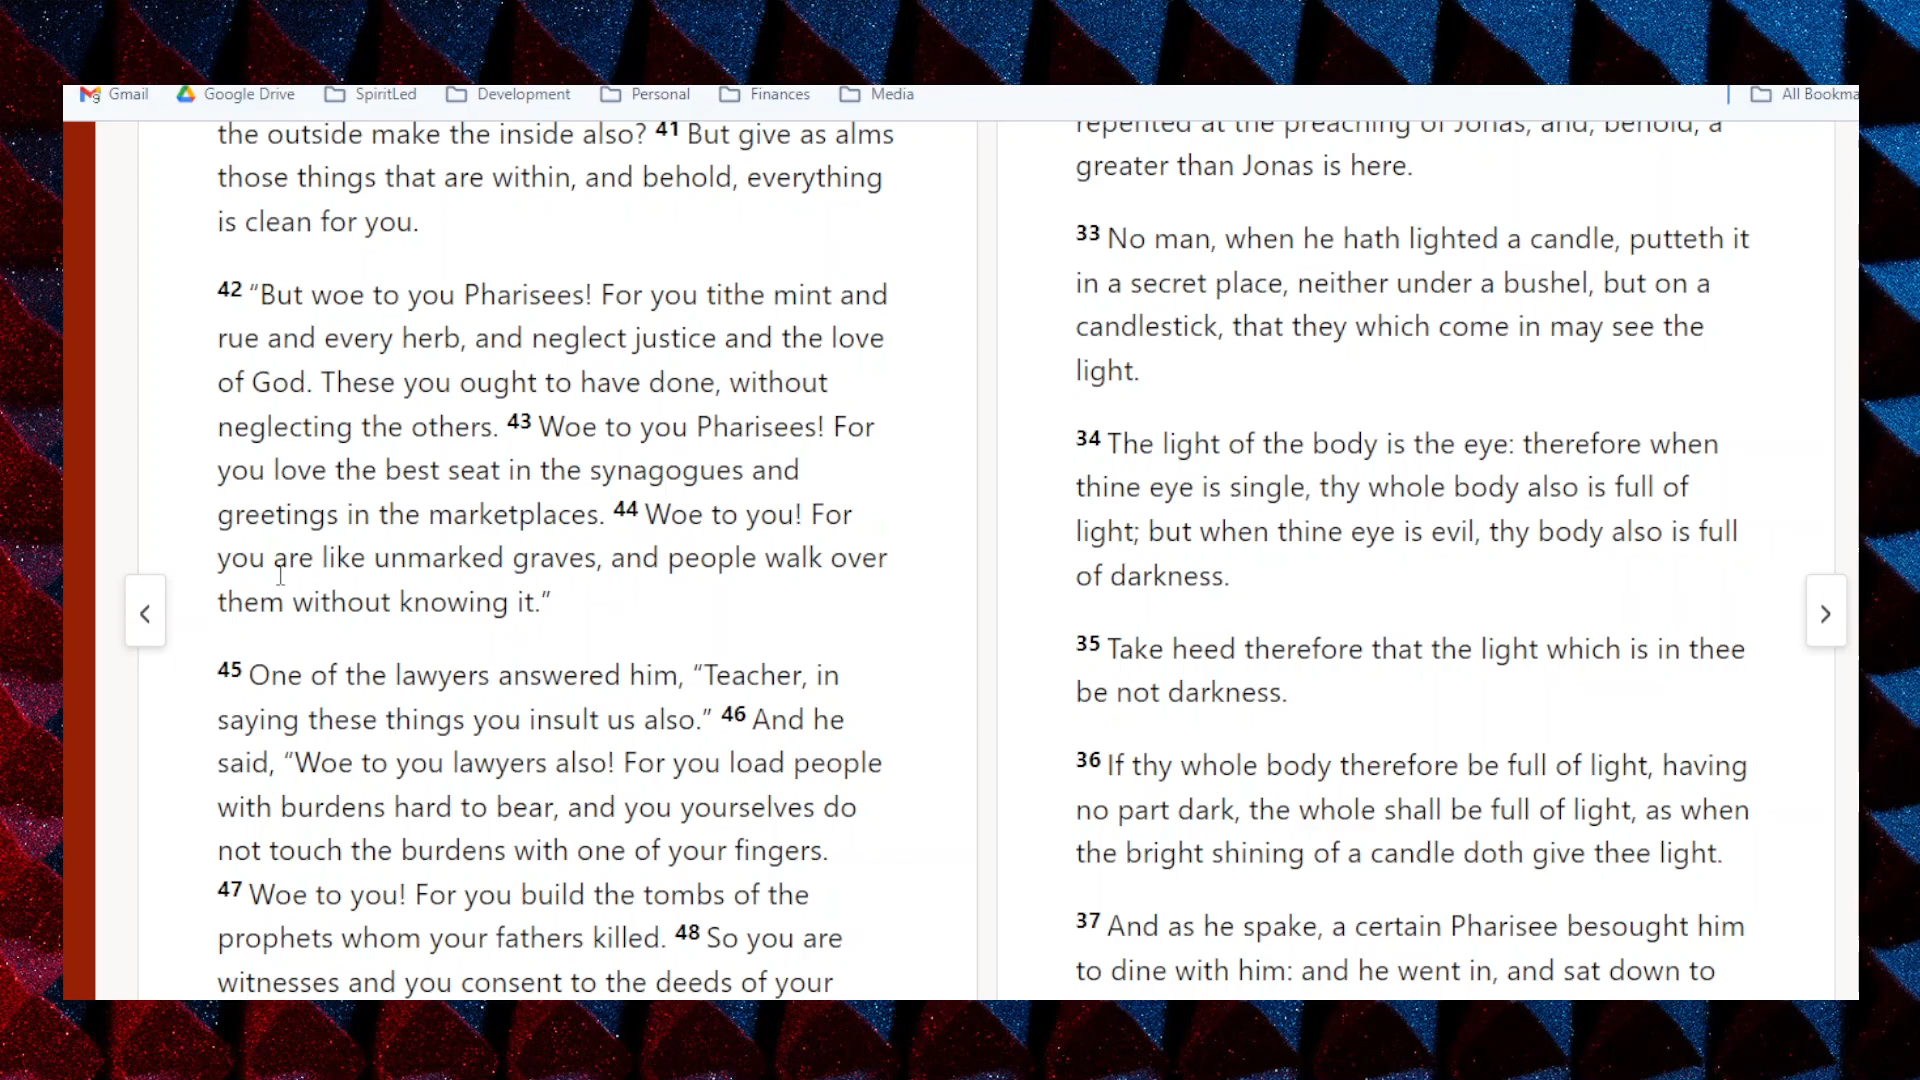 Gmail Google Drive SpiritLed Development Personal Finances Media All Bookma
the outside make the inside also? 41 But give as alms
those things that are within, and behold, everything
is clean for you.
42 “But woe to you Pharisees! For you tithe mint and
rue and every herb, and neglect justice and the love
of God. These you ought to have done, without
neglecting the others. 43 Woe to you Pharisees! For
you love the best seat in the synagogues and
greetings in the marketplaces. 44 Woe to you! For
you are like unmarked graves, and people walk over
them without knowing it.”
45 One of the lawyers answered him, “Teacher, in
saying these things you insult us also.” 46 And he
said, “Woe to you lawyers also! For you load people
with burdens hard to bear, and you yourselves do
not touch the burdens with one of your fingers.
47 Woe to you! For you build the tombs of the
prophets whom your fathers killed. 48 So you are
witnesses and you consent to the deeds of your
repented at the preaching of Jonas; and, behold, a
greater than Jonas is here.
33 No man, when he hath lighted a candle, putteth it
in a secret place, neither under a bushel, but on a
candlestick, that they which come in may see the
light.
34 The light of the body is the eye: therefore when
thine eye is single, thy whole body also is full of
light; but when thine eye is evil, thy body also is full
of darkness.
35 Take heed therefore that the light which is in thee
be not darkness.
36 If thy whole body therefore be full of light, having
no part dark, the whole shall be full of light, as when
the bright shining of a candle doth give thee light.
37 And as he spake, a certain Pharisee besought him
to dine with him: and he went in, and sat down to